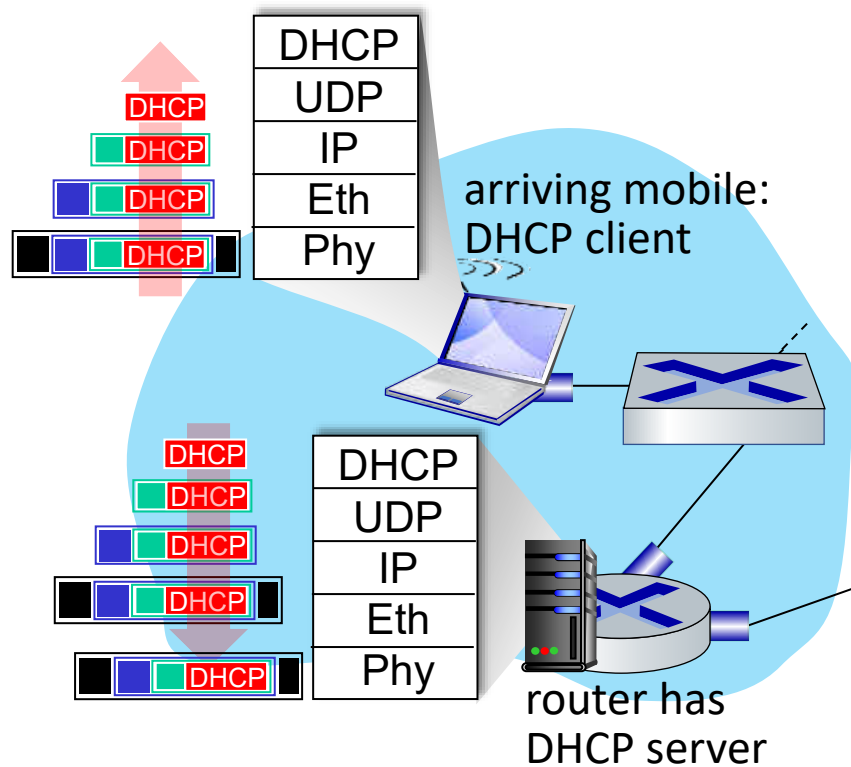 DHCP
UDP
IP
Eth
Phy
DHCP
DHCP
DHCP
DHCP
arriving mobile:
DHCP client
DHCP
UDP
IP
Eth
Phy
DHCP
DHCP
DHCP
DHCP
DHCP
router has
DHCP server